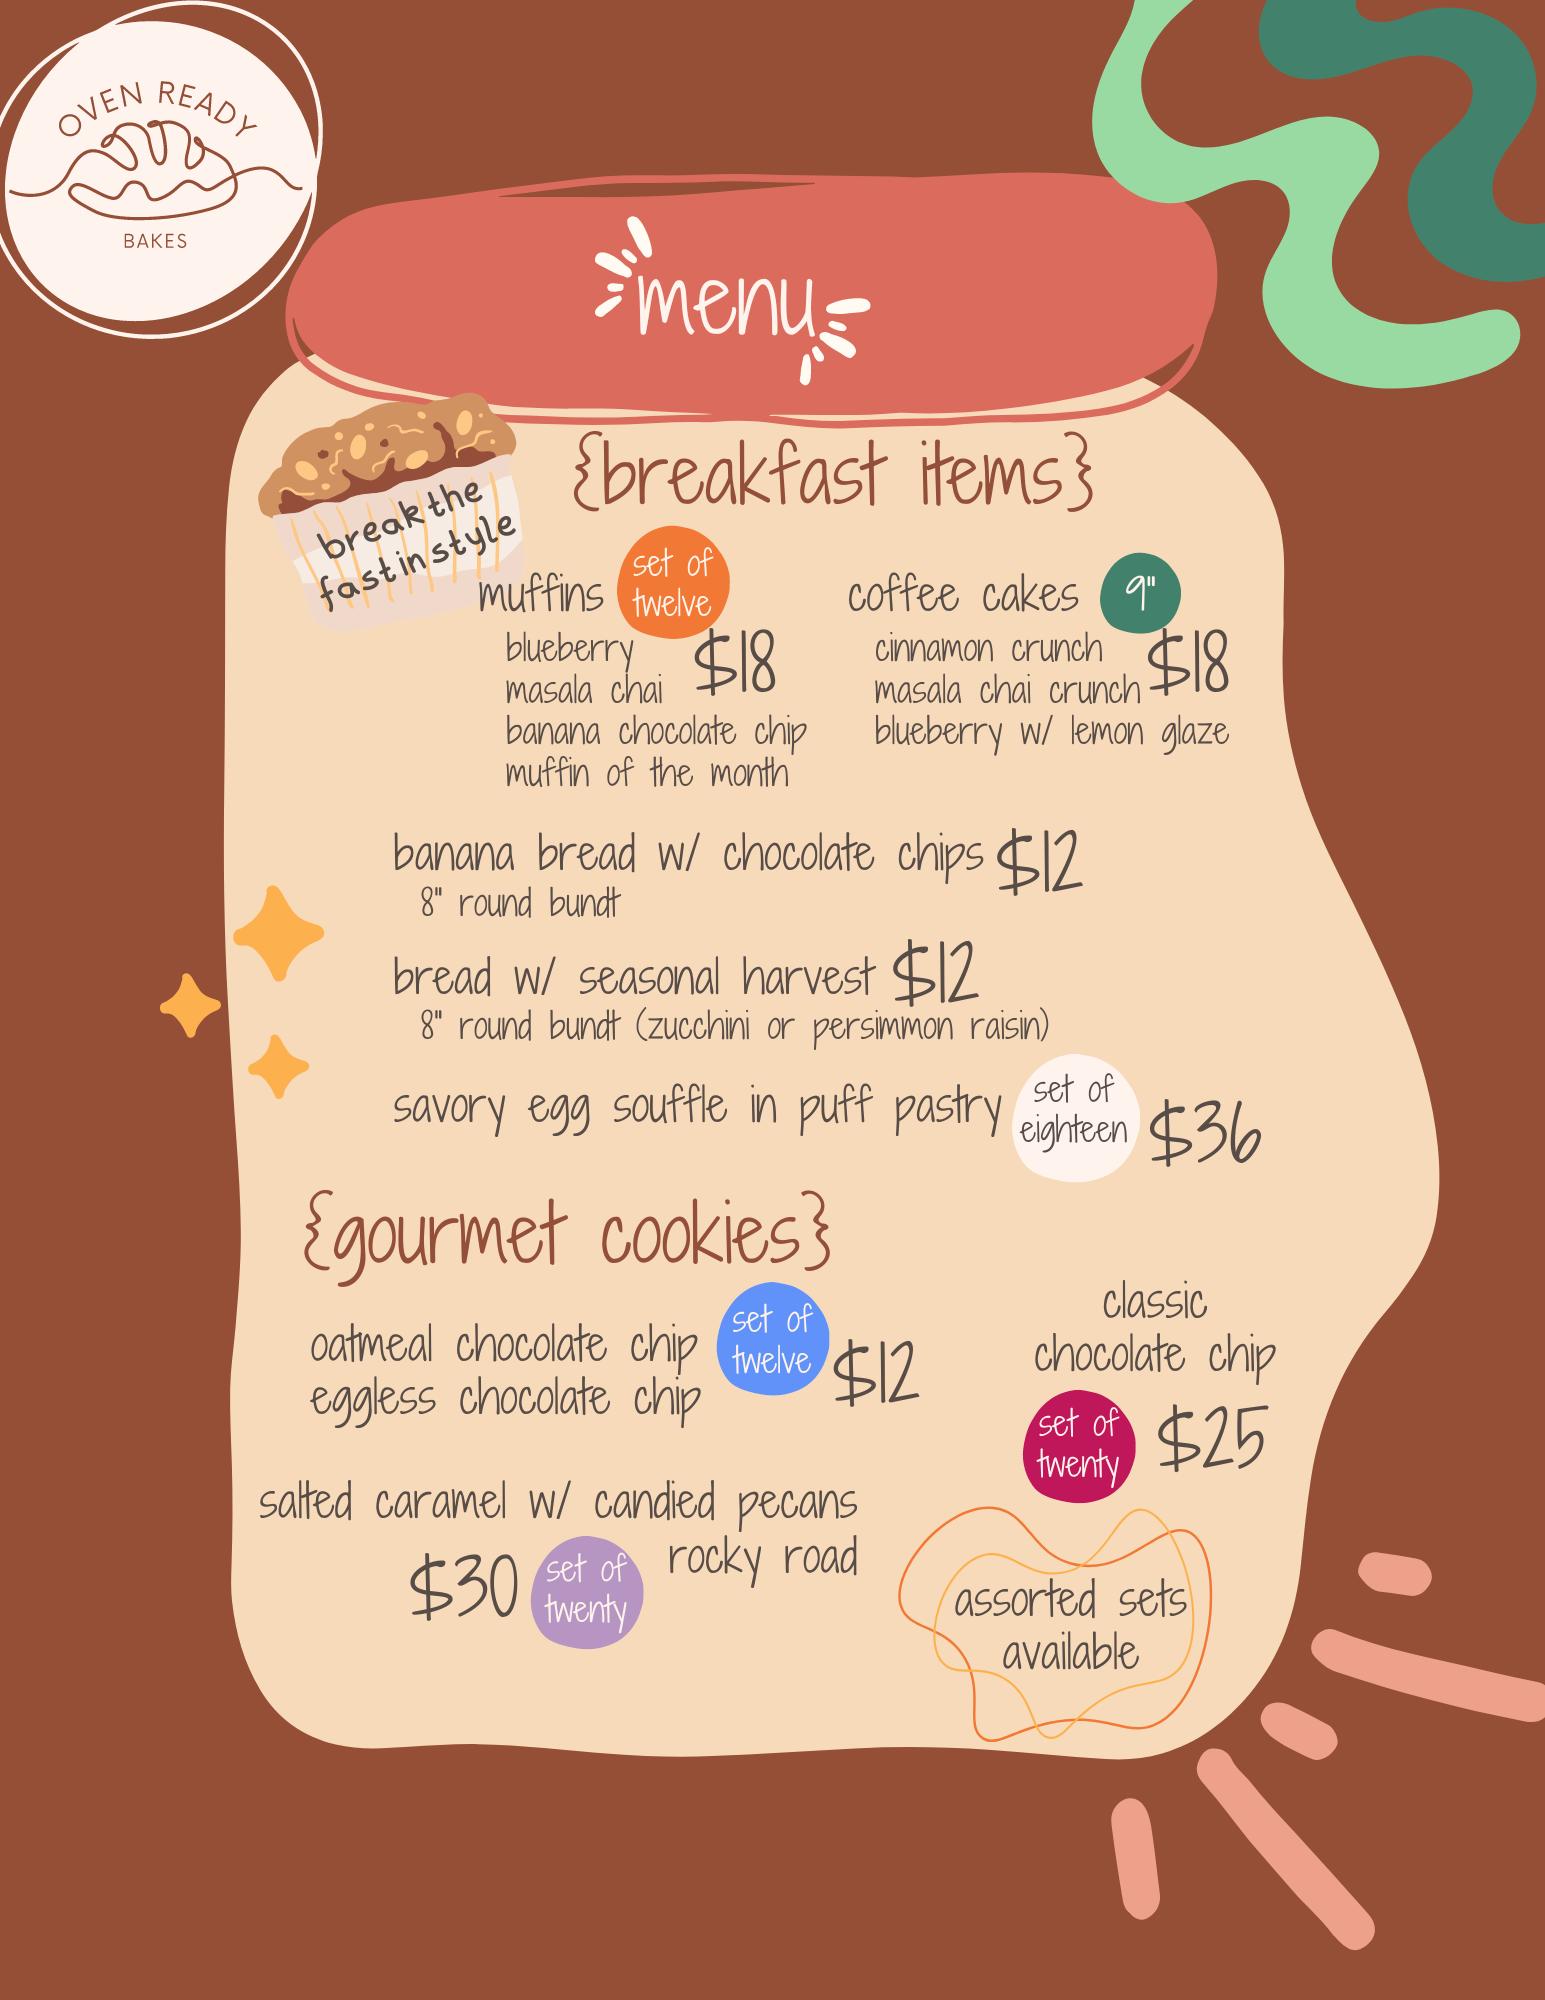 OVEN READY
BAKES
menu
{breakfast items}
break the
fast in style
muffins
set of
twelve
$18
blueberry
masala chai
banana chocolate chip
muffin of the month
coffee cakes
9"
$18
cinnamon crunch
masala chai crunch
blueberry w/ lemon glaze
banana bread w/ chocolate chips $12
8" round bundt
bread w/ seasonal harvest $12
8" round bundt (zucchini or persimmon raisin)
savory egg souffle in puff pastry
set of
eighteen
$36
{gourmet cookies}
oatmeal chocolate chip
eggless chocolate chip
set of
twelve
$12
classic
chocolate chip
set of
twenty
$25
salted caramel w/ candied pecans
rocky road
$30
set of
twenty
assorted sets
available